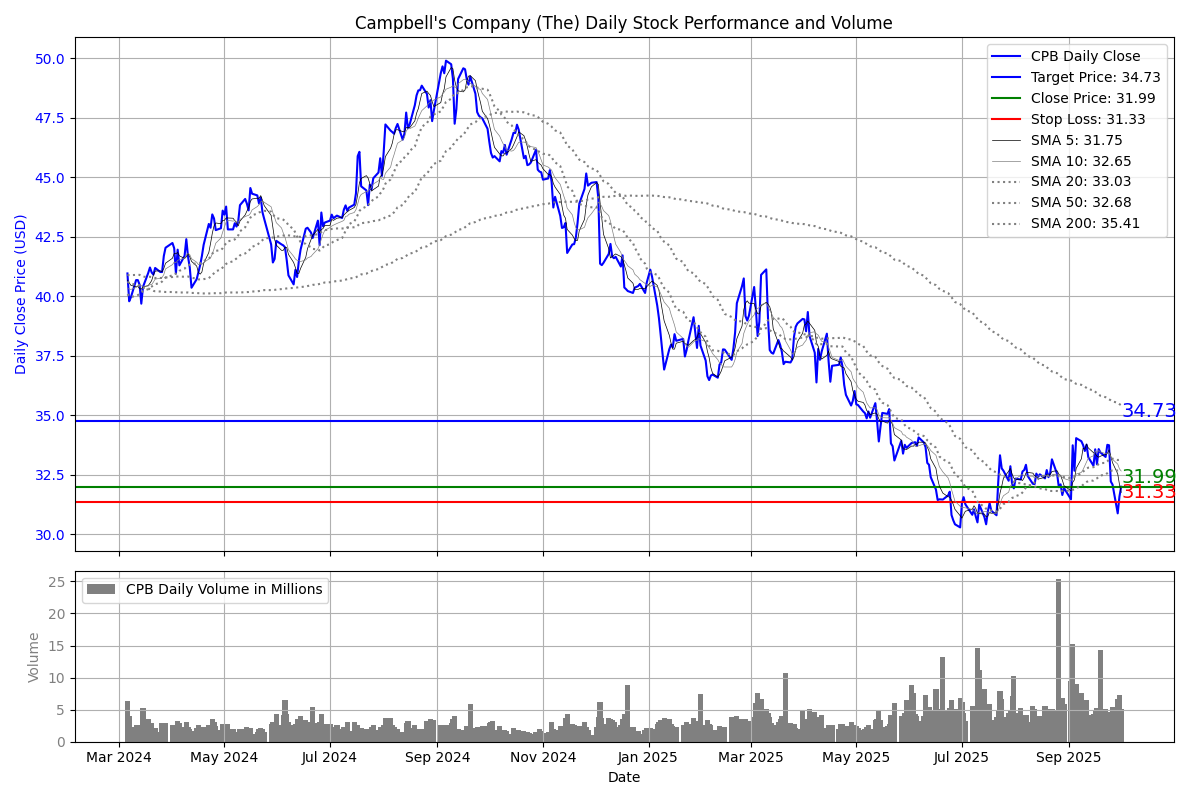 Campbell's Company (The) Daily Stock Performance and Volume
50.0
47.5
45.0
42.5
40.0
37.5
35.0
32.5
30.0
Daily Close Price (USD)
CPB Daily Close
Target Price: 34.73
Close Price: 31.99
Stop Loss: 31.33
SMA 5: 31.75
SMA 10: 32.65
SMA 20: 33.03
SMA 50: 32.68
SMA 200: 35.41
34.73
31.99
31.33
25
20
15
10
5
0
Volume
CPB Daily Volume in Millions
Mar 2024 May 2024 Jul 2024 Sep 2024 Nov 2024 Jan 2025 Mar 2025 May 2025 Jul 2025 Sep 2025
Date